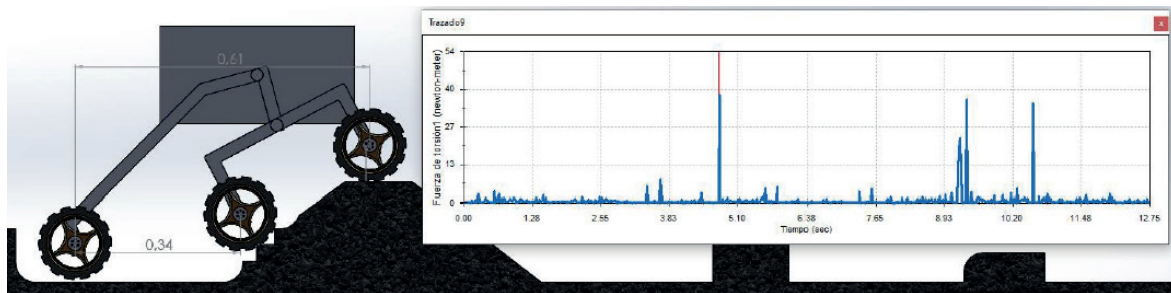 Trazado9
x
0,61
0,34
Fuerza de torsión1 (newton-meter)
54
40
27
13
0
0.00 1.28 2.55 3.83 5.10 6.38 7.65 8.93 10.20 11.48 12.75
Tiempo (sec)